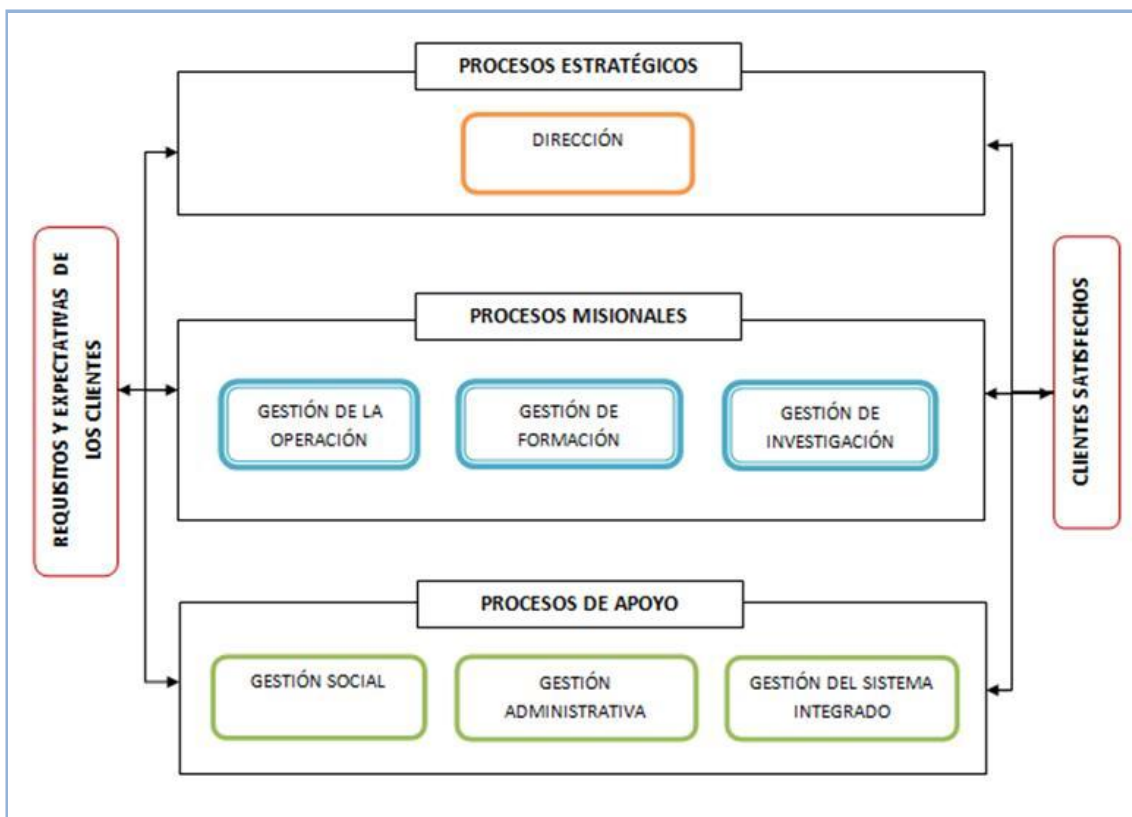 PROCESOS ESTRATÉGICOS
DIRECCIÓN
REQUISITOS Y EXPECTATIVAS DE
LOS CLIENTES
PROCESOS MISIONALES
GESTIÓN DE LA
OPERACIÓN
GESTIÓN DE
FORMACIÓN
GESTIÓN DE
INVESTIGACIÓN
CLIENTES SATISFECHOS
PROCESOS DE APOYO
GESTIÓN SOCIAL
GESTIÓN
ADMINISTRATIVA
GESTIÓN DEL SISTEMA
INTEGRADO